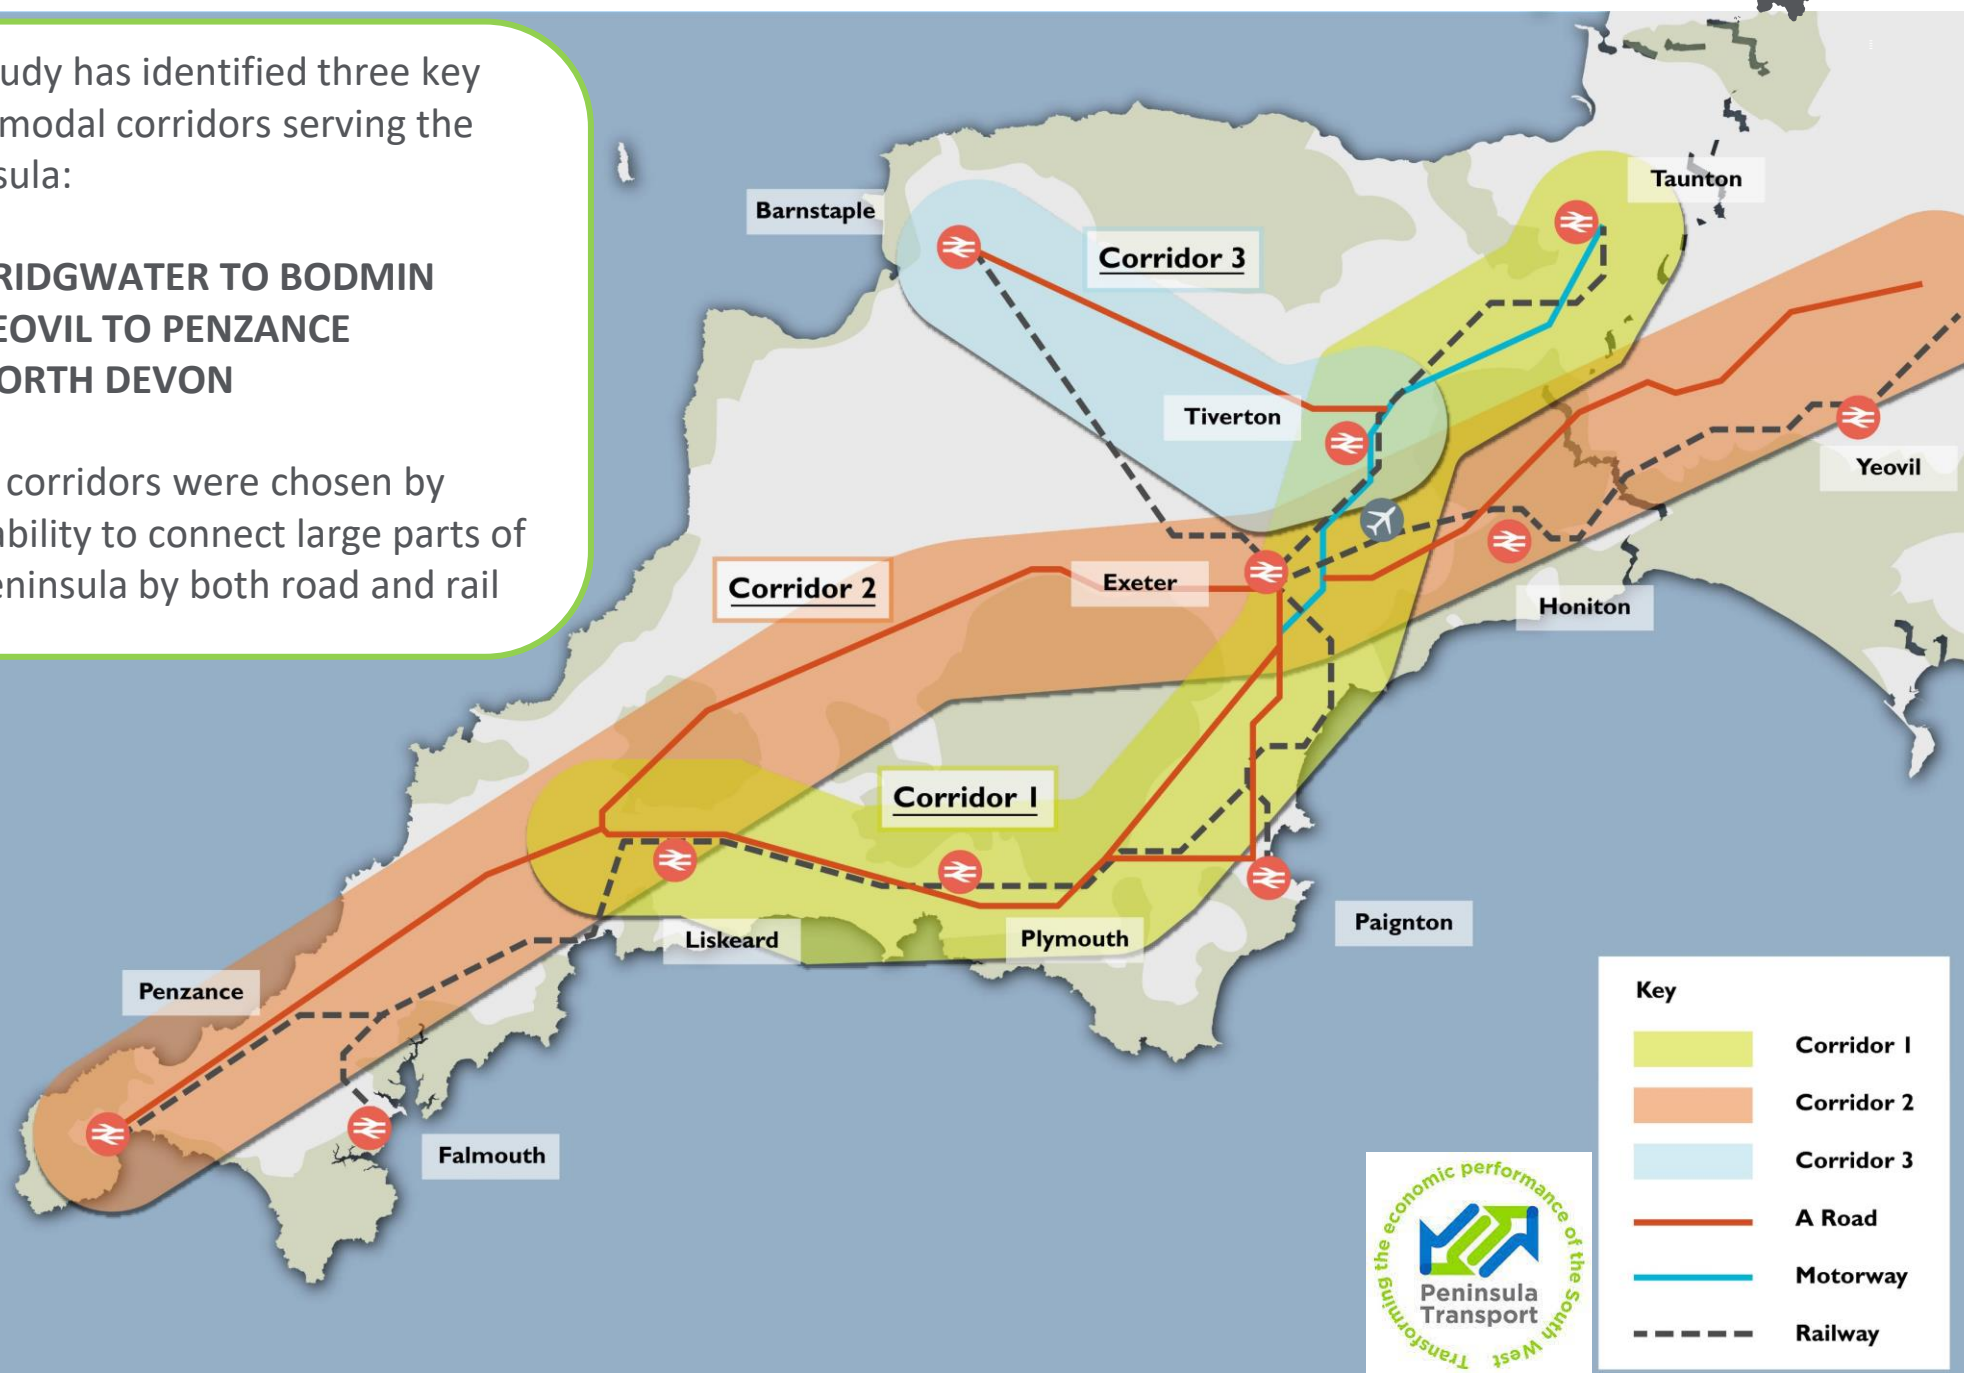 udy has identified three key
modal corridors serving the
sula:
RIDGWATER TO BODMIN
EOVIL TO PENZANCE
ORTH DEVON
corridors were chosen by
ability to connect large parts of
eninsula by both road and rail
Taunton
Barnstaple
Corridor 3
Tiverton
Yeovil
Corridor 2
Exeter
Honiton
Corridor 1
Liskeard
Plymouth
Paignton
Penzance
Falmouth
Key
Corridor 1
Corridor 2
Corridor 3
A Road
Motorway
Railway
Transforming the economic performance of the South West
Peninsula
Transport